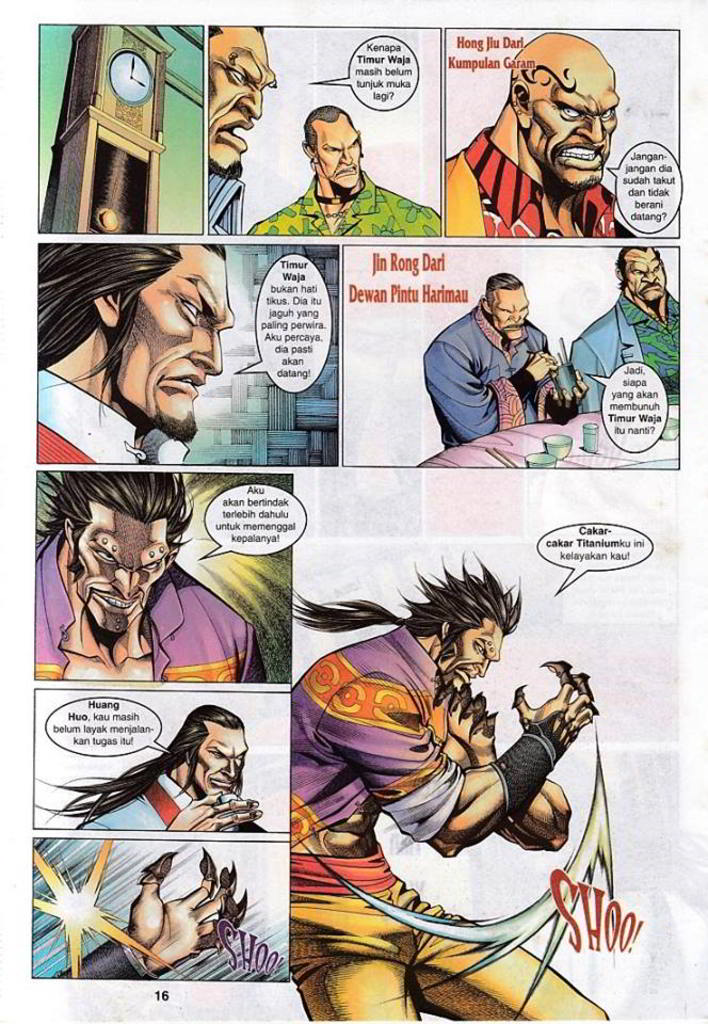 Kenapa
Timur Waja
masih belum
tunjuk muka
lagi?
Hong Jiu Dari
Kumpulan Garam
Jangan-
jangan dia
sudah takut
dan tidak
berani
datang?
Timur
Waja
bukan hati
tikus. Dia itu
jaguh yang
paling perwira.
Aku percaya,
dia pasti
akan
datang!
Jin Rong Dari
Dewan Pintu Harimau
Jadi,
siapa
yang akan
membunuh
Timur Waja
itu nanti?
Aku
akan bertindak
terlebih dahulu
untuk memenggal
kepalanya!
Cakar-
cakar Titaniumku ini
kelayakan kau!
Huang
Huo, kau masih
belum layak menjalan-
kan tugas itu!
SHOO!
SHOO!
16